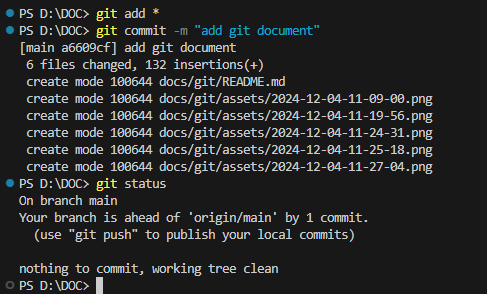 PS D:\DOC> git add *
PS D:\DOC> git commit -m "add git document"
[main a6609cf] add git document
 6 files changed, 132 insertions(+)
 create mode 100644 docs/git/README.md
 create mode 100644 docs/git/assets/2024-12-04-11-09-00.png
 create mode 100644 docs/git/assets/2024-12-04-11-19-56.png
 create mode 100644 docs/git/assets/2024-12-04-11-24-31.png
 create mode 100644 docs/git/assets/2024-12-04-11-25-18.png
 create mode 100644 docs/git/assets/2024-12-04-11-27-04.png
PS D:\DOC> git status
On branch main
Your branch is ahead of 'origin/main' by 1 commit.
  (use "git push" to publish your local commits)

nothing to commit, working tree clean
PS D:\DOC>